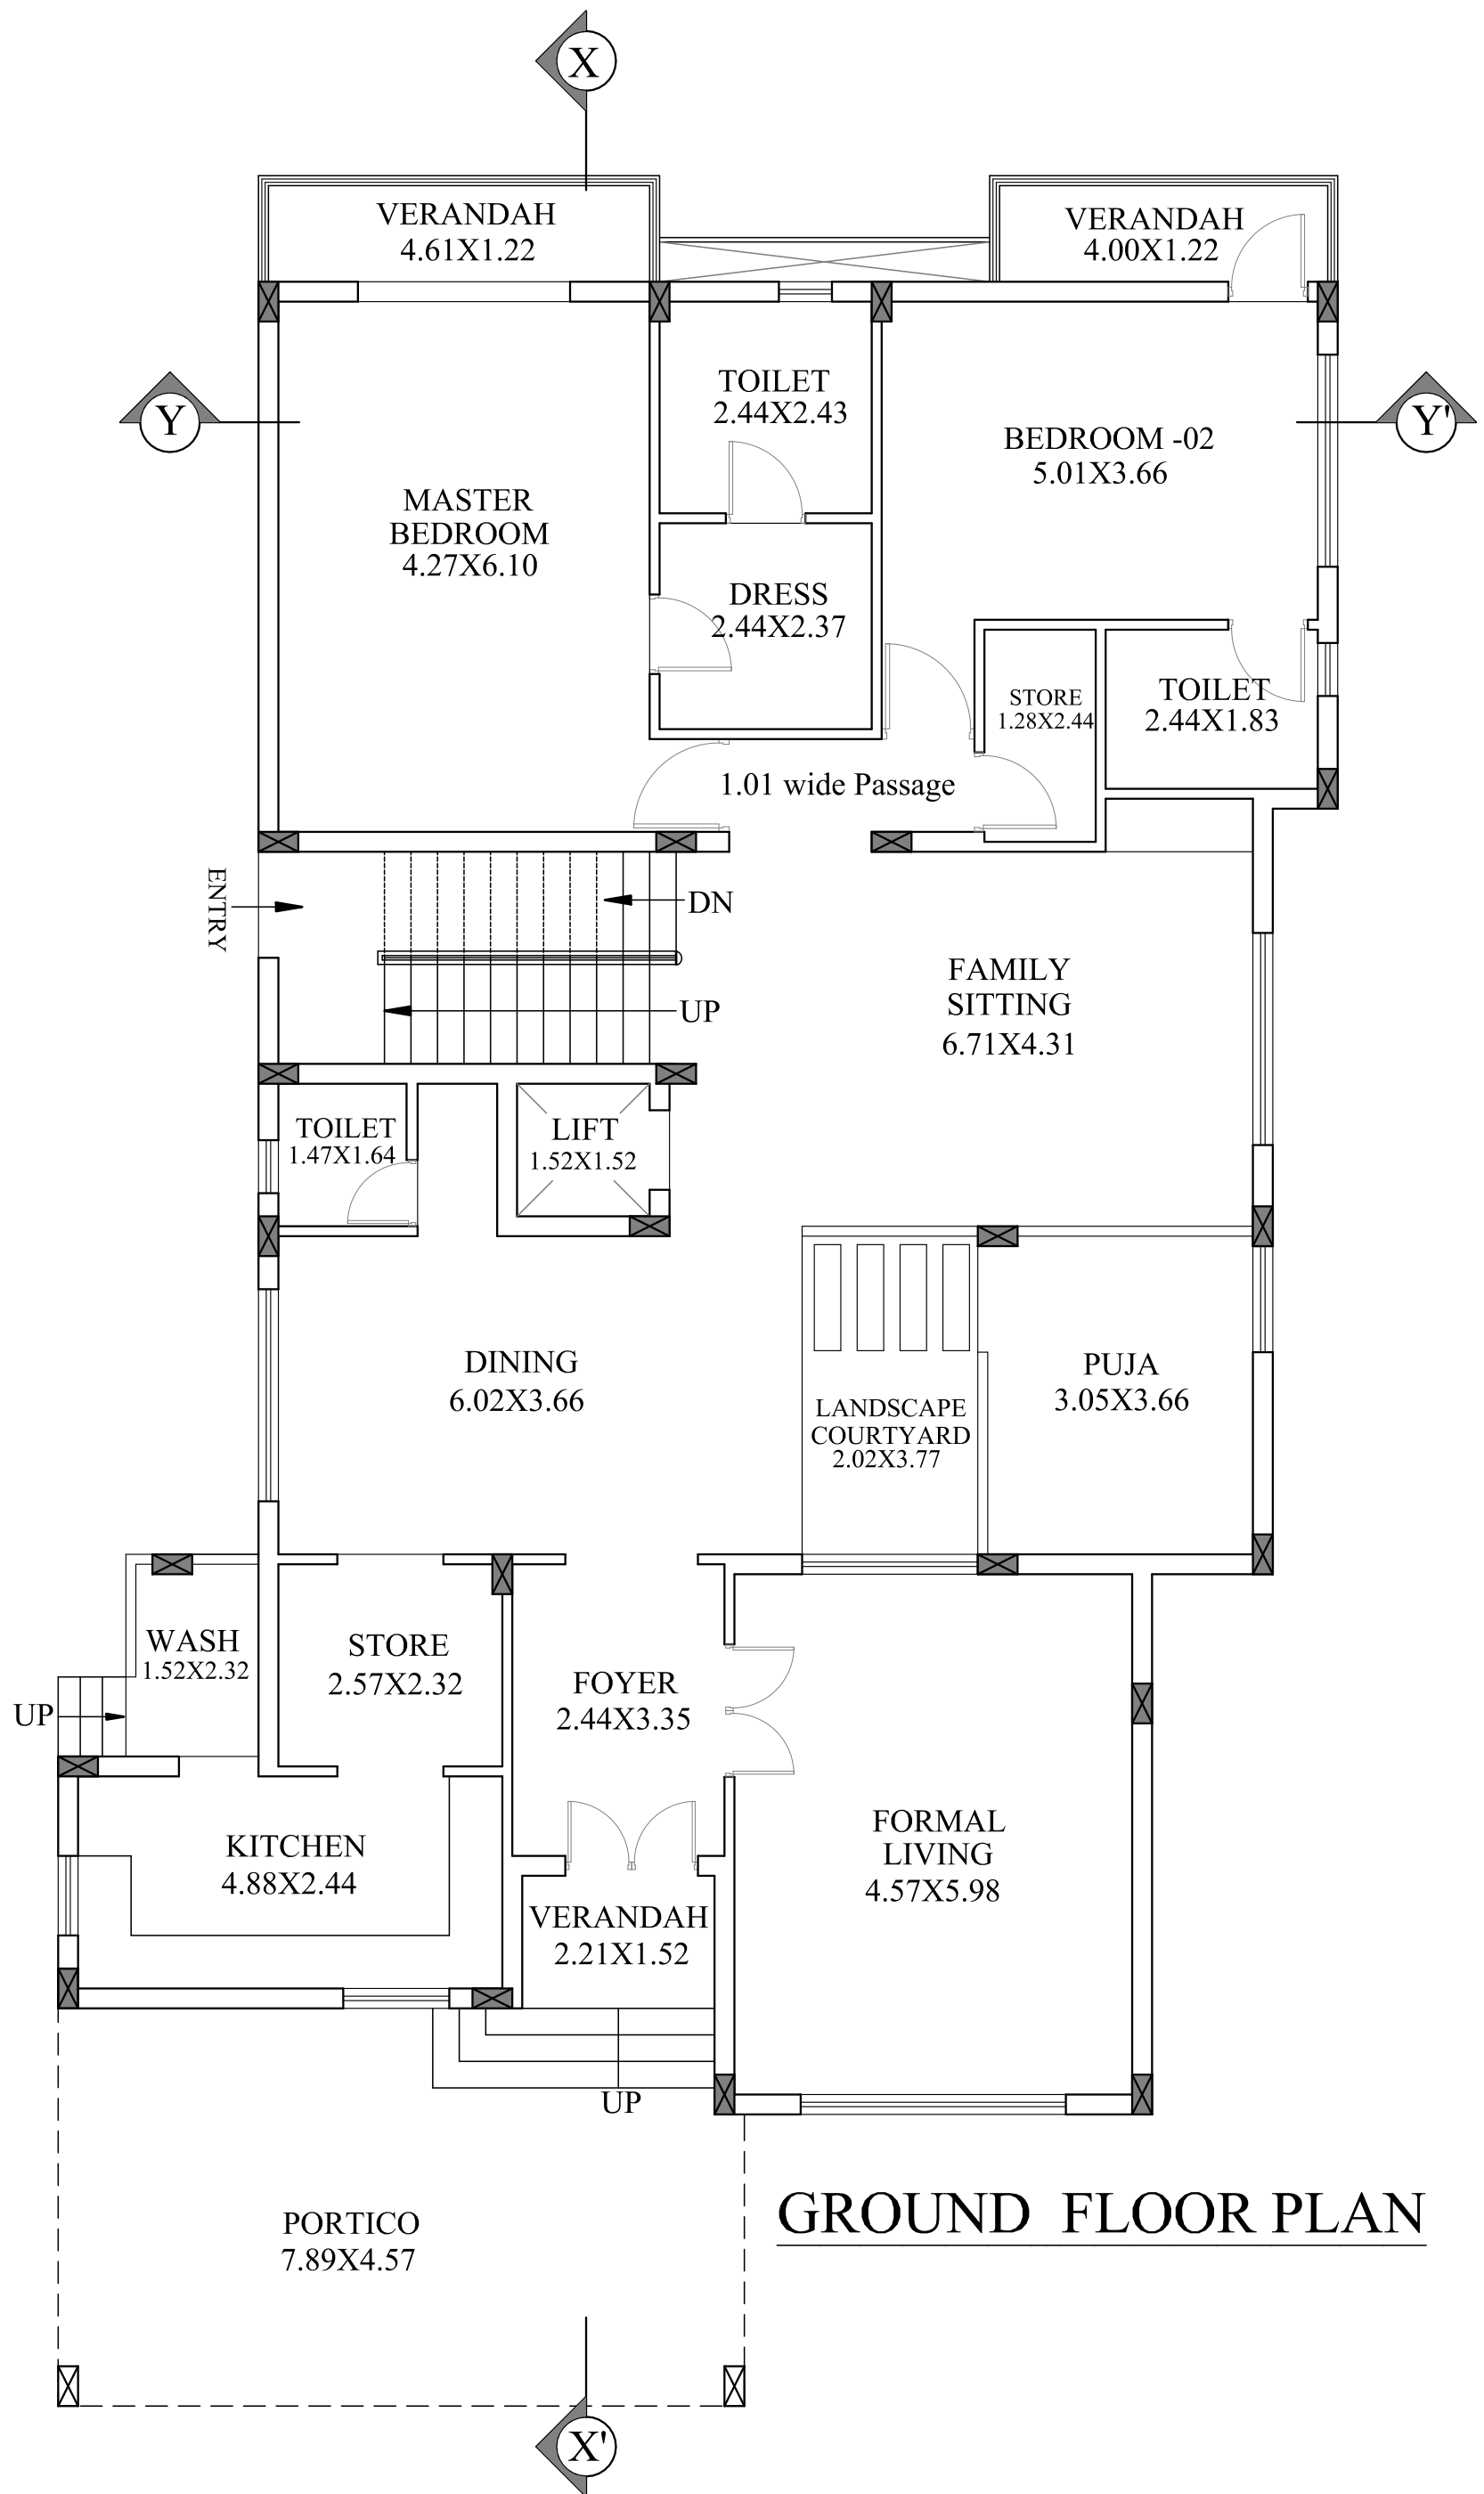 X
VERANDAH
4.61X1.22
VERANDAH
4.00X1.22
Y
Y'
TOILET
2.44X2.43
BEDROOM -02
5.01X3.66
MASTER
BEDROOM
4.27X6.10
DRESS
2.44X2.37
STORE
1.28X2.44
TOILET
2.44X1.83
1.01 wide Passage
ENTRY
DN
UP
FAMILY
SITTING
6.71X4.31
TOILET
1.47X1.64
LIFT
1.52X1.52
DINING
6.02X3.66
LANDSCAPE
COURTYARD
2.02X3.77
PUJA
3.05X3.66
WASH
1.52X2.32
UP
STORE
2.57X2.32
FOYER
2.44X3.35
KITCHEN
4.88X2.44
FORMAL
LIVING
4.57X5.98
VERANDAH
2.21X1.52
UP
PORTICO
7.89X4.57
GROUND FLOOR PLAN
X'